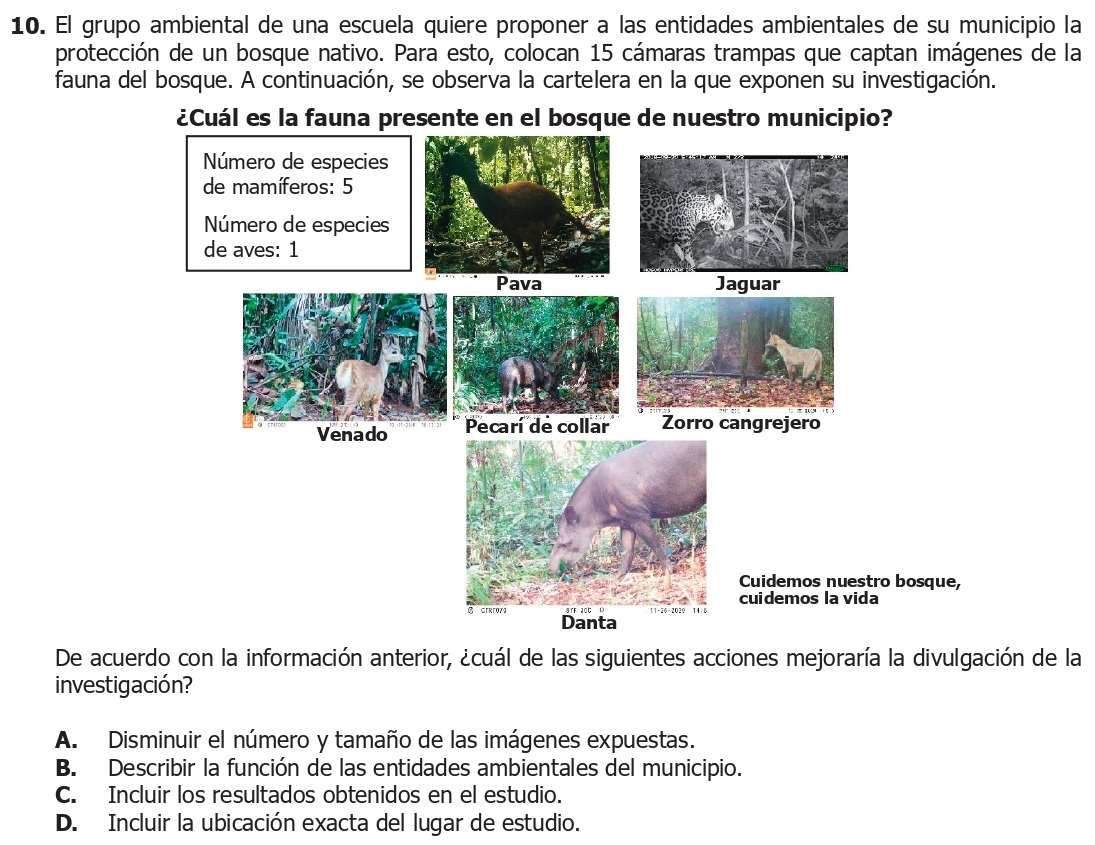 10. El grupo ambiental de una escuela quiere proponer a las entidades ambientales de su municipio la
protección de un bosque nativo. Para esto, colocan 15 cámaras trampas que captan imágenes de la
fauna del bosque. A continuación, se observa la cartelera en la que exponen su investigación.
¿Cuál es la fauna presente en el bosque de nuestro municipio?
Número de especies
de mamíferos: 5
Número de especies
de aves: 1
Pava
Jaguar
Venado
Pecarí de collar
Zorro cangrejero
Danta
Cuidemos nuestro bosque,
cuidemos la vida
De acuerdo con la información anterior, ¿cuál de las siguientes acciones mejoraría la divulgación de la
investigación?
A. Disminuir el número y tamaño de las imágenes expuestas.
B. Describir la función de las entidades ambientales del municipio.
C. Incluir los resultados obtenidos en el estudio.
D. Incluir la ubicación exacta del lugar de estudio.